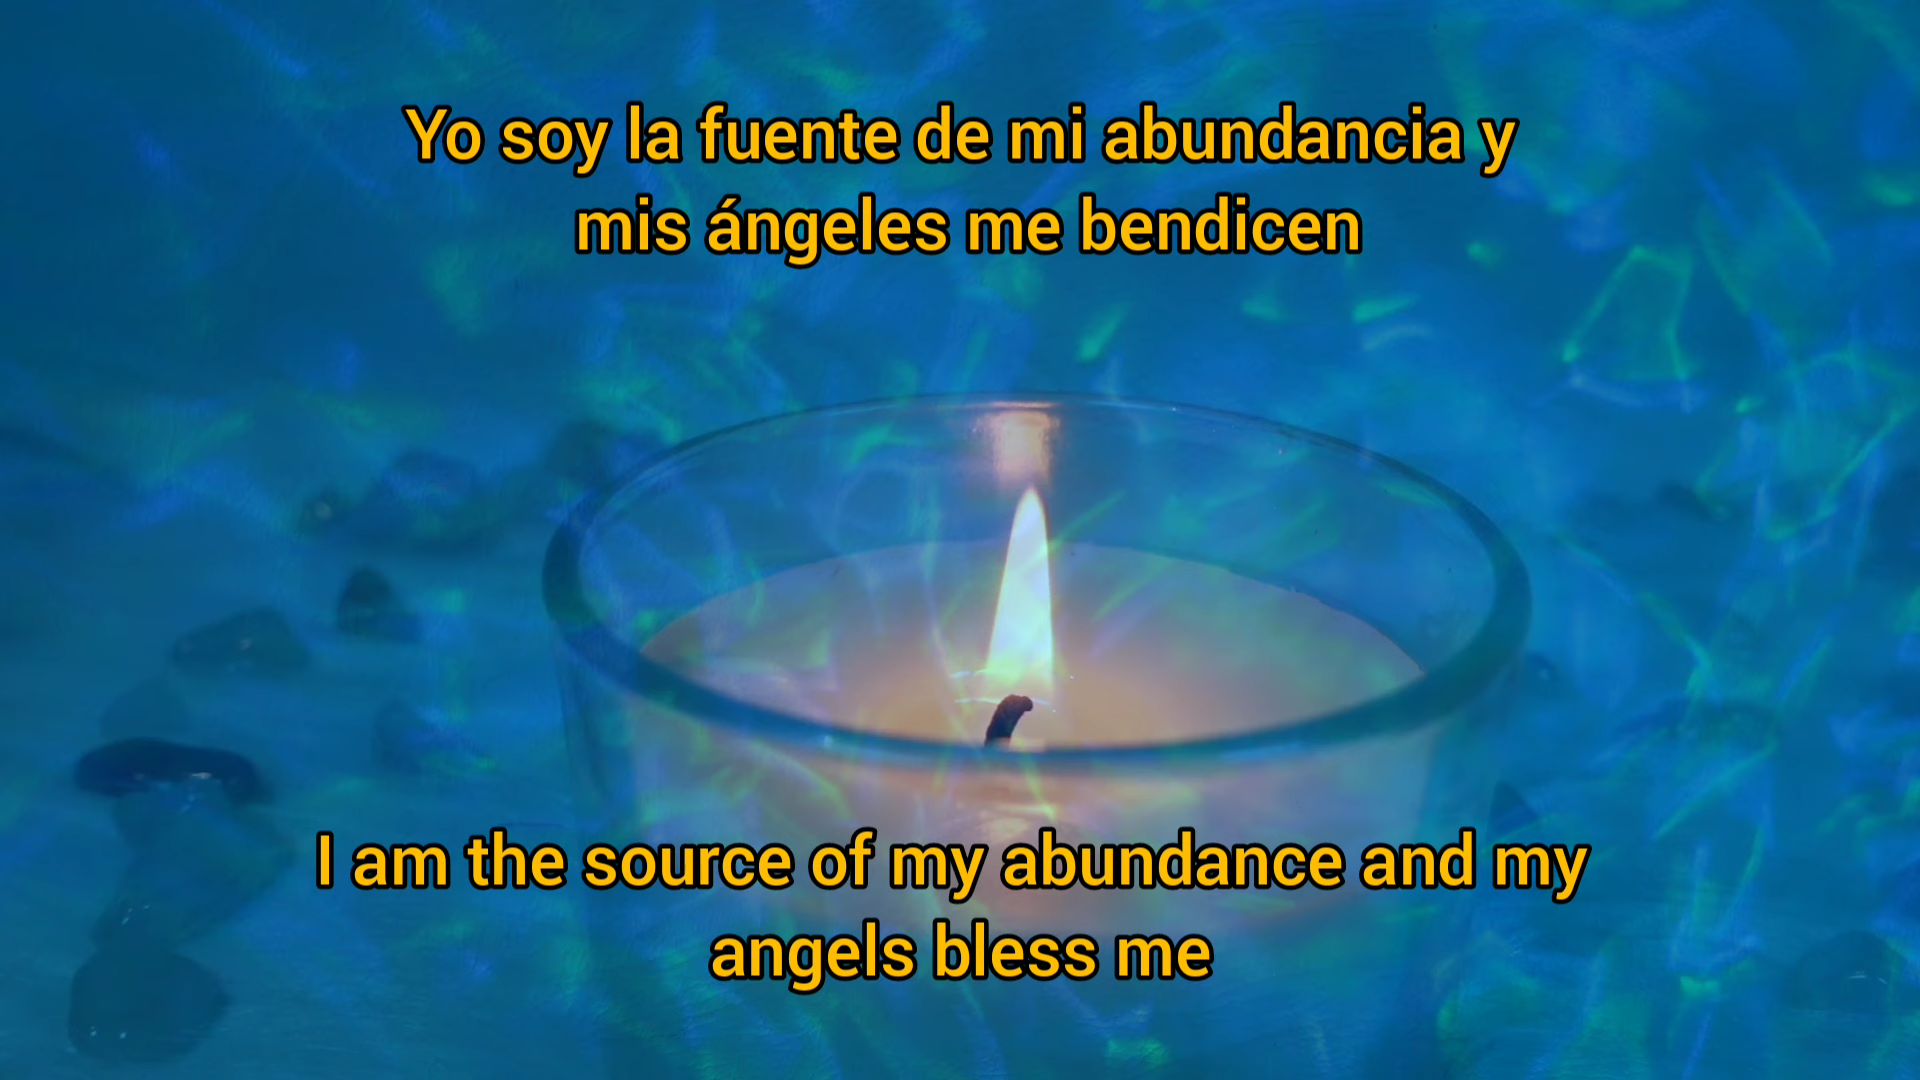 Yo soy la fuente de mi abundancia y
mis ángeles me bendicen
I am the source of my abundance and my
angels bless me